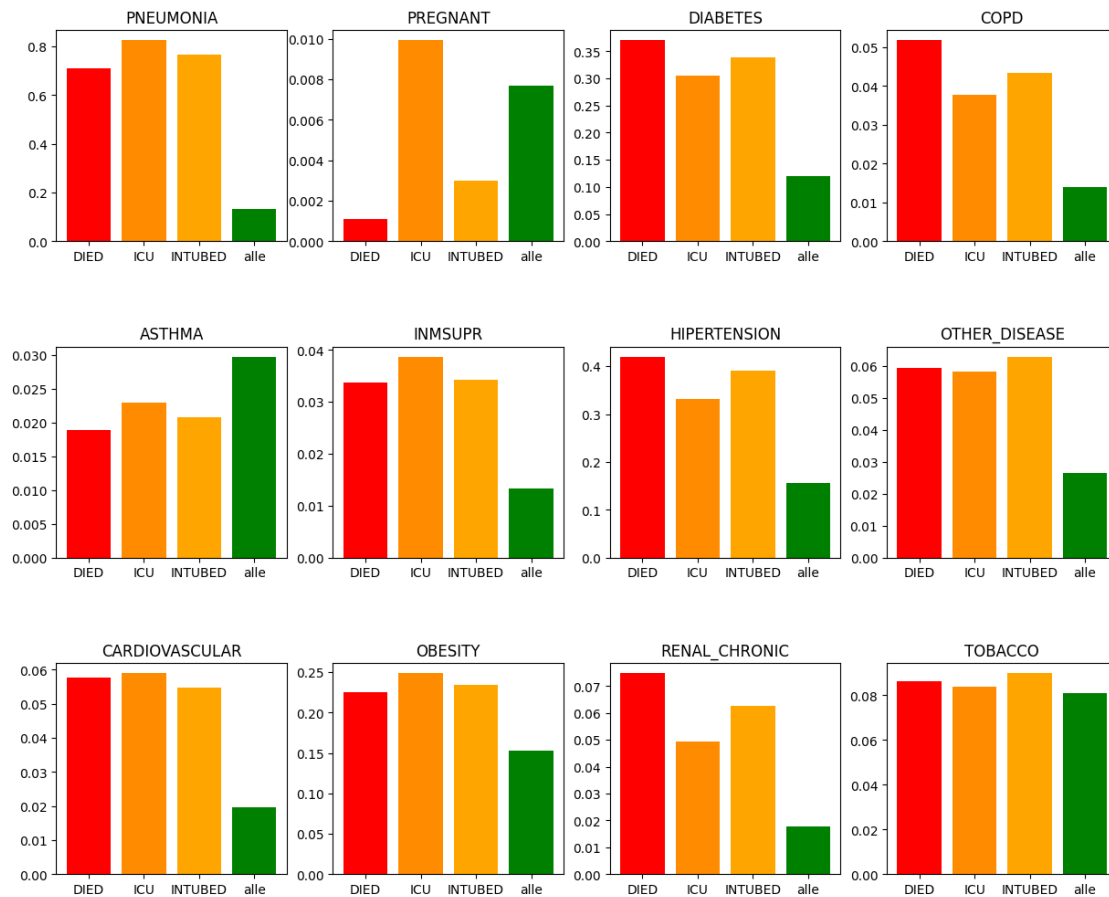 PNEUMONIA PREGNANT DIABETES COPD
0.8 0.010 0.35 0.05
0.6 0.008 0.30 0.04
0.4 0.006 0.25 0.03
0.2 0.004 0.20 0.02
0.0 0.002 0.15 0.01
0.000 0.10 0.00
0.05
0.00
DIED ICU INTUBED alle DIED ICU INTUBED alle DIED ICU INTUBED alle DIED ICU INTUBED alle
ASTHMA INMSUPR HIPERTENSION OTHER_DISEASE
0.030 0.04 0.4 0.06
0.025 0.03 0.3 0.05
0.020 0.02 0.2 0.04
0.015 0.01 0.1 0.03
0.010 0.00 0.0 0.02
0.005 0.01
0.000 0.00
DIED ICU INTUBED alle DIED ICU INTUBED alle DIED ICU INTUBED alle DIED ICU INTUBED alle
CARDIOVASCULAR OBESITY RENAL_CHRONIC TOBACCO
0.06 0.25 0.07 0.08
0.05 0.20 0.06 0.06
0.04 0.15 0.05 0.04
0.03 0.10 0.04 0.02
0.02 0.05 0.03 0.00
0.01 0.00 0.02
0.00 0.01
0.00
DIED ICU INTUBED alle DIED ICU INTUBED alle DIED ICU INTUBED alle DIED ICU INTUBED alle